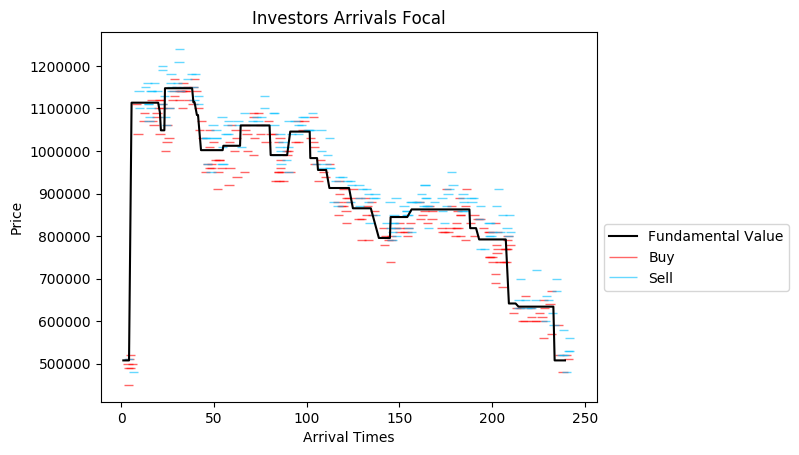 Investors Arrivals Focal
1200000
1100000
1000000
900000
800000
700000
600000
500000
Price
0
50
100
150
200
250
Arrival Times
Fundamental Value
Buy
Sell